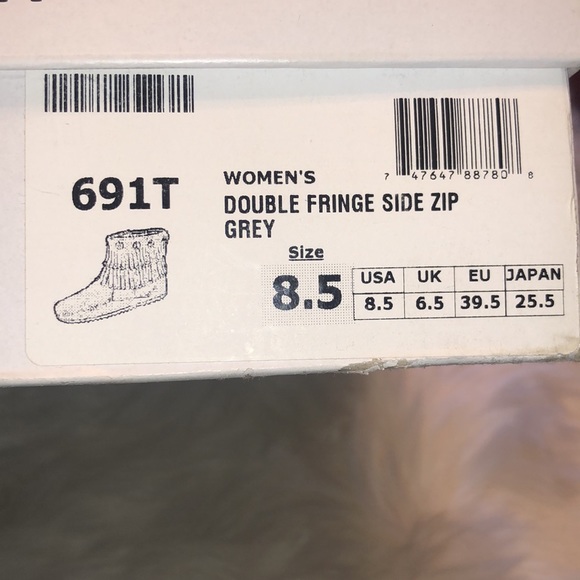 691T
WOMEN'S
DOUBLE FRINGE SIDE ZIP
GREY
7 47647 88780 8
Size
8.5
USA UK EU JAPAN
8.5 6.5 39.5 25.5